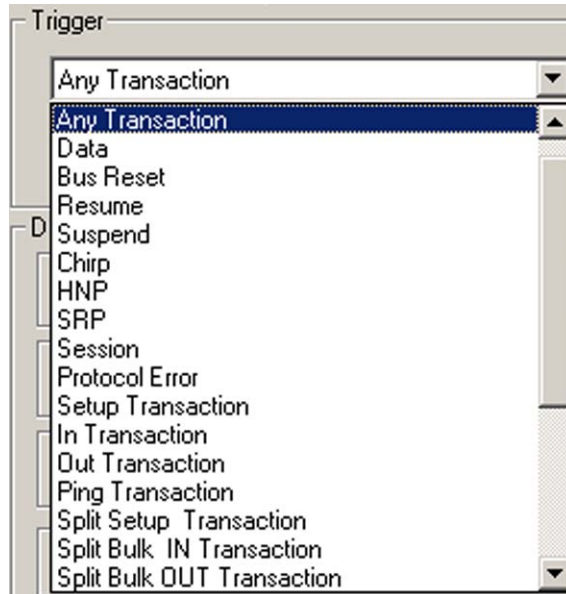 Trigger
Any Transaction
Any Transaction
Data
Bus Reset
Resume
D
Suspend
Chirp
HNP
SRP
Session
Protocol Error
Setup Transaction
In Transaction
Out Transaction
Ping Transaction
Split Setup  Transaction
Split Bulk  IN Transaction
Split Bulk OUT Transaction